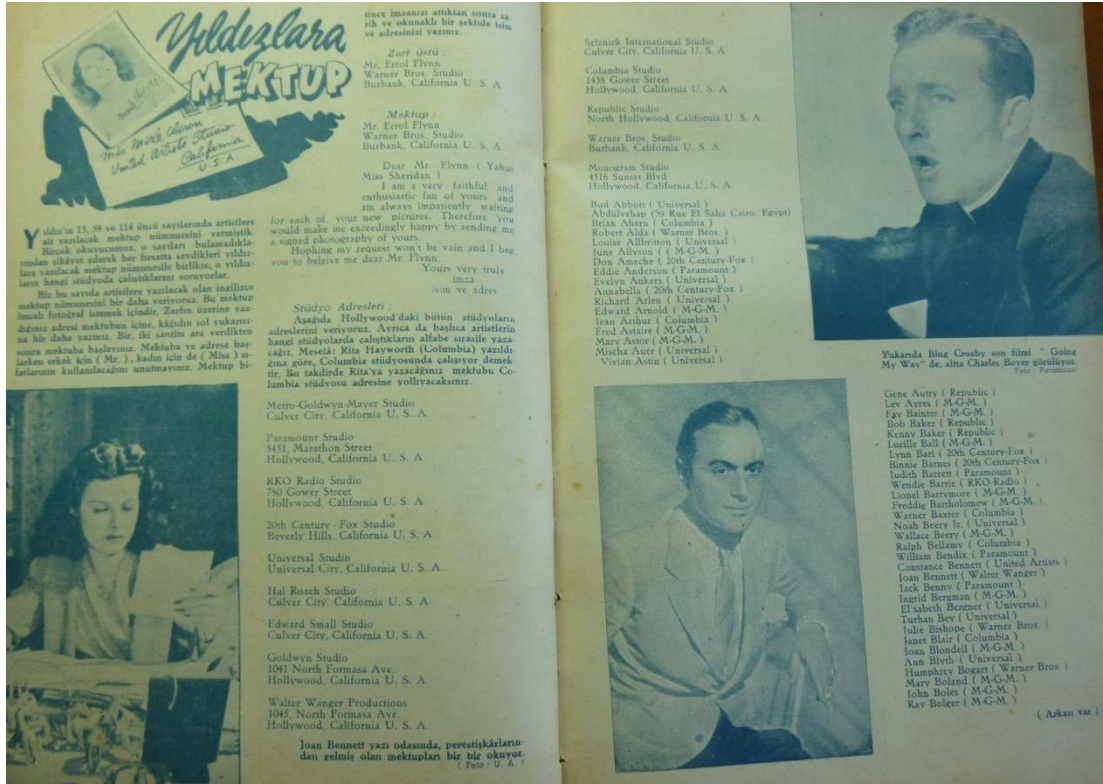 Yıldızlara
MEKTUP
Miss Merle Oberon
United Artists Studio
California
U.S.A.
Yıldız'ın 13, 59 ve 114 üncü sayılarında artistlere
ait yazılacak mektup nümunesini vermiştik.
Birçok okuyucumuz, o sayıları bulamadıkla-
rından şikâyet ederek her fırsatta sevdikleri yıldız-
lara yazılacak mektup nümunesile birlikte, o yıldız-
ların hangi stüdyoda çalıştıklarını soruyorlar.
Biz bu sayıda artistlere yazılacak olan ingilizce
mektup nümunesini bir daha veriyoruz. Bu mektup
imzalı fotoğraf istemek içindir. Zarfın üzerine yaz-
dığınız adresi mektubun içine, kâğıdın sol yukarısı-
na bir daha yazınız. Bir, iki santim ara verdikten
sonra mektuba başlayınız. Mektuba ve adrese baş-
larken erkek için ( Mr. ), kadın için de ( Miss ) sı-
fatlarının kullanılacağını unutmayınız. Mektup bi-
tince imzanızı attıktan sonra sa-
rih ve okunaklı bir şekilde isim
ve adresinizi yazınız.
Zarf üstü :
Mr. Errol Flynn
Warner Bros. Studio
Burbank, California U. S. A
Mektup :
Mr. Errol Flynn
Warner Bros. Studio
Burbank, California U. S. A.
Dear Mr. Flynn ( Yahut
Miss Sheridan )
I am a very faithful and
enthusiastic fan of yours and
am always impatiently waiting
for each of your new pictures. Therefore you
would make me exceedingly happy by sending me
a signed photography of yours.
Hophing my request won't be vain and I beg
you to beleive me dear Mr. Flynn.
Yours very truly
imza
isim ve adres
Stüdyo Adresleri :
Aşağıda Hollywood'daki bütün stüdyoların
adreslerini veriyoruz. Ayrıca da başlıca artistlerin
hangi stüdyolarda çalıştıklarını alfabe sırasile yaza-
cağız. Meselâ: Rita Hayworth (Columbia) yazıldı-
ğına göre, Columbia stüdyosunda çalışıyor demek-
tir. Bu takdirde Rita'ya yazacağınız mektubu Co-
lumbia stüdyosu adresine yollıyacaksınız.
Metro-Goldwyn-Mayer Studio
Culver City, California U. S. A
Paramount Studio
5451, Marathon Street
Hollywood, California U. S. A
RKO Radio Studio
780 Gower Street
Hollywood, California U. S. A.
20th Century - Fox Studio
Beverly Hills, California U. S. A.
Universal Studio
Universal City, California U. S. A.
Hal Roach Studio
Culver City, California U. S. A.
Edward Small Studio
Culver City, California U. S. A.
Goldwyn Studio
1041 North Formasa Ave.
Hollywood, California U. S. A.
Walter Wanger Productions
1045, North Formasa Ave.
Hollywood, California U. S. A.
Joan Bennett yazı odasında, perestişkârların-
dan gelmiş olan mektupları bir bir okuyor.
( Foto : U. A. )
Selznick International Studio
Culver City, California U. S. A
Columbia Studio
1438 Gower Street
Hollywood, California U. S. A.
Republic Studio
North Hollywood, California U. S. A.
Warner Bros. Studio
Burbank, California U. S. A.
Monogram Studio
4516 Sunset Blvd
Hollywood, California U. S. A.
Bud Abbott ( Universal )
Abdülvehap (39 Rue El Saha Cairo, Egypt)
Brian Ahern ( Columbia )
Robert Alda ( Warner Bros. )
Louise Allbritton ( Universal )
June Allyson ( ( M-G-M. )
Don Ameche ( 20th Century-Fox )
Eddie Anderson ( Paramount )
Evelyn Ankers ( Universal )
Annabella ( 20th Century-Fox )
Richard Arlen ( Universal )
Edward Arnold ( M-G-M )
Jean Arthur ( Columbia )
Fred Astaire ( M-G-M. )
Mary Astor ( M-G-M. )
Mischa Auer ( Universal )
Vivian Astin ( Universal )
Yukarıda Bing Crosby son filmi " Going
My Way" de, altta Charles Boyer görülüyor.
Foto : Paramount
Gene Autry ( Republic )
Lev Ayres ( M-G-M. )
Fay Bainter ( M-G-M. )
Bob Baker ( Republic )
Kenny Baker ( Republic )
Lucille Ball ( M-G-M. )
Lynn Bari ( 20th Century-Fox )
Binnie Barnes ( 20th Century-Fox )
Judith Barrett ( Paramount )
Wendie Barrie ( RKO-Radio )
Lionel Barrymore ( M-G-M. )
Freddie Bartholomew ( M-G-M. )
Warner Baxter ( Columbia )
Noah Beery Jr. ( Universal )
Wallace Beery ( M-G-M. )
Ralph Bellamy ( Columbia )
William Bendix ( Paramount )
Constance Bennett ( United Artists )
Joan Bennett ( Walter Wanger )
Jack Benny ( Paramount )
Ingrid Bergman ( M-G-M. )
El sabeth Bergner ( Universal )
Turhan Bey ( Universal )
Julie Bishope ( Warner Bros. )
Janet Blair ( Columbia )
Joan Blondell ( M-G-M. )
Ann Blyth ( Universal )
Humphrey Bogart ( Warner Bros. )
Mary Boland ( M-G-M. )
John Boles ( M-G-M. )
Ray Bolger ( M-G-M. )
( Arkası var )